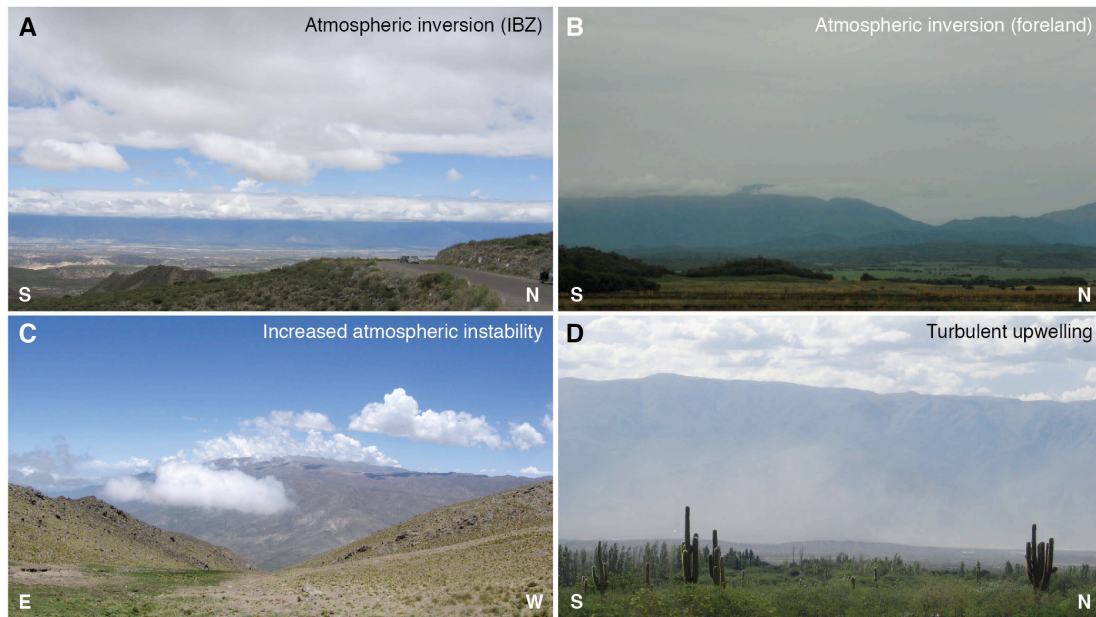 A
Atmospheric inversion (IBZ)
S
N
B
Atmospheric inversion (foreland)
S
N
C
Increased atmospheric instability
E
W
D
Turbulent upwelling
S
N